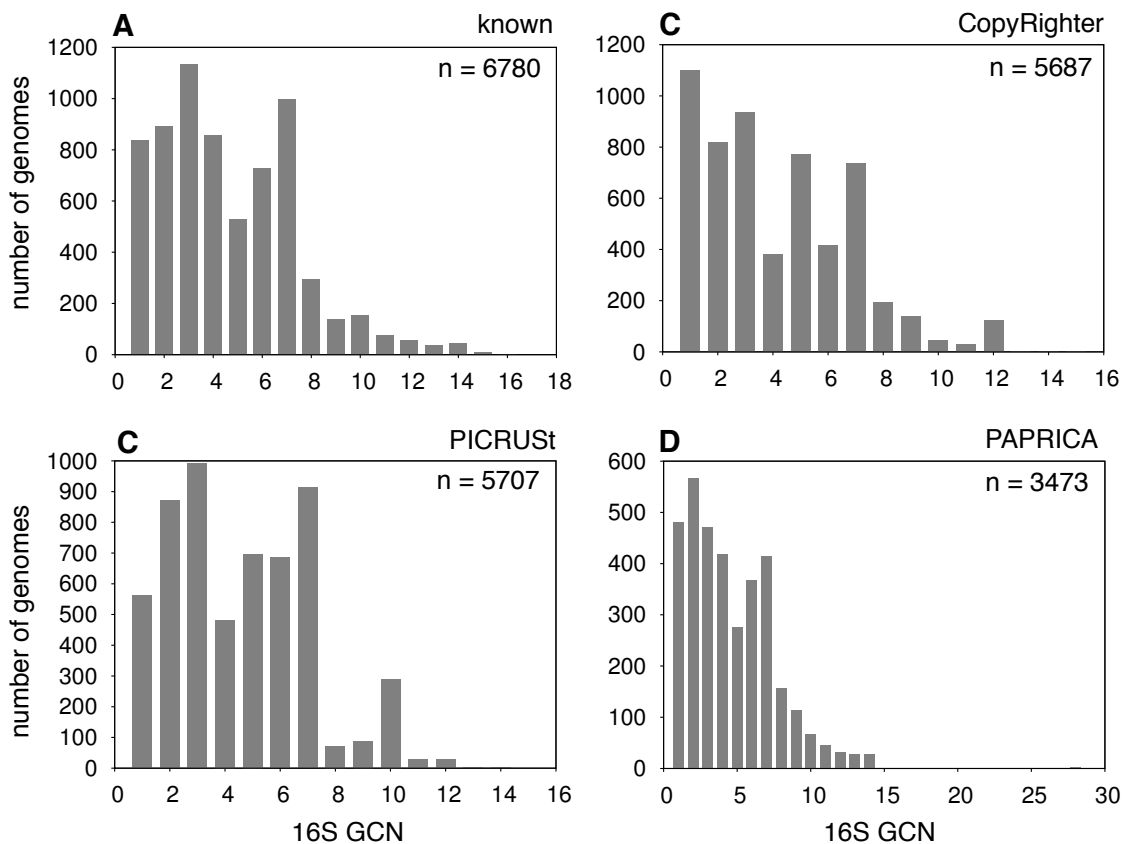 A known
n = 6780
number of genomes
1200
1000
800
600
400
200
0
0 2 4 6 8 10 12 14 16 18
C CopyRighter
n = 5687
1200
1000
800
600
400
200
0
0 2 4 6 8 10 12 14 16
C PICRUSt
n = 5707
number of genomes
1000
900
800
700
600
500
400
300
200
100
0
0 2 4 6 8 10 12 14 16
16S GCN
D PAPRICA
n = 3473
600
500
400
300
200
100
0
0 5 10 15 20 25 30
16S GCN